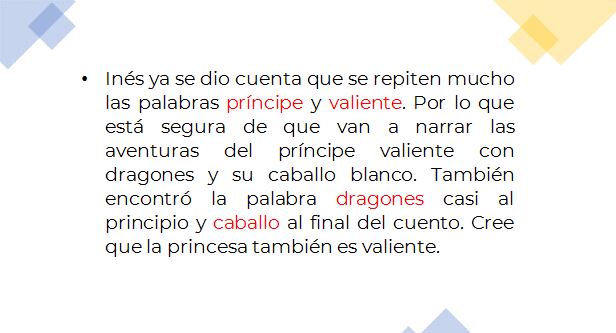 • Inés ya se dio cuenta que se repiten mucho
las palabras príncipe y valiente. Por lo que
está segura de que van a narrar las
aventuras del príncipe valiente con
dragones y su caballo blanco. También
encontró la palabra dragones casi al
principio y caballo al final del cuento. Cree
que la princesa también es valiente.